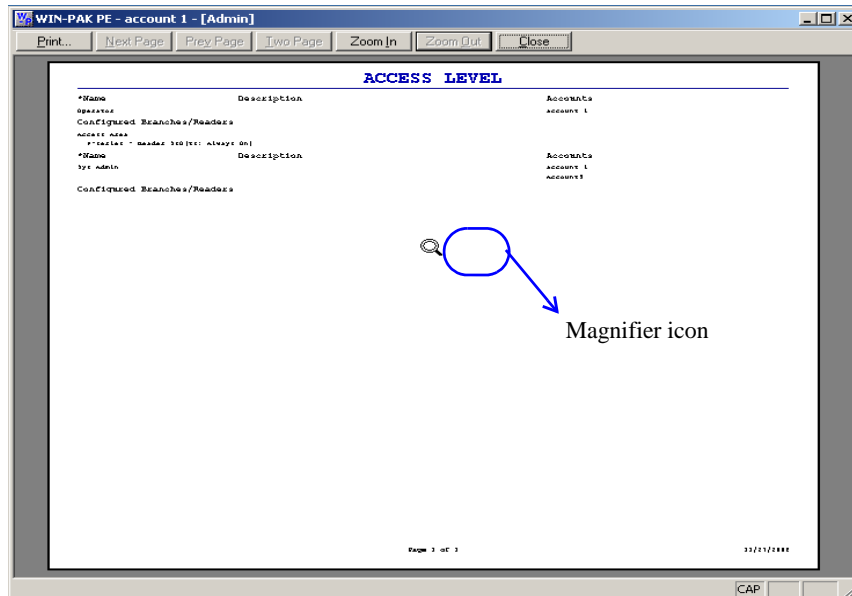 WIN-PAK PE - account 1 - [Admin]
Print... Next Page Prev Page Two Page Zoom In Zoom Out Close
ACCESS LEVEL
*Name Description Accounts
Operator account 1
Configured Branches/Readers
Access Area
*Name Description Accounts
Sys Admin account 1
Configured Branches/Readers
Magnifier icon
CAP